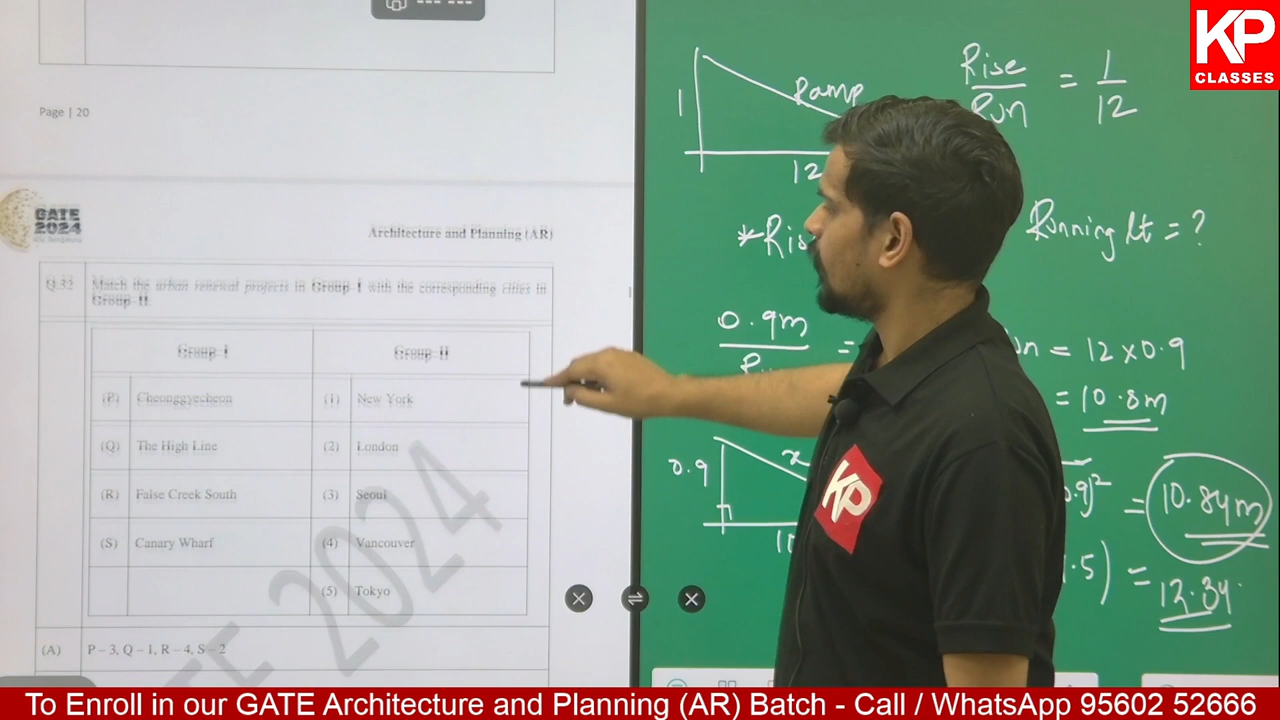 Page | 20
GATE
2024
Architecture and Planning (AR)
Q.32 Match the urban renewal projects in Group–I with the corresponding cities in
Group–II.
Group–I Group–II
(P) Cheonggyecheon (1) New York
(Q) The High Line (2) London
(R) False Creek South (3) Seoul
(S) Canary Wharf (4) Vancouver
(5) Tokyo
(A) P – 3, Q – 1, R – 4, S – 2
GATE 2024
Ramp
1
12
Rise
Run
= 1
12
*Ris
Running lt = ?
0.9m
=
= 12 × 0.9
= 10.8m
0.9
x
10
= 10.84m
=
12.34
KP
CLASSES
KP
To Enroll in our GATE Architecture and Planning (AR) Batch - Call / WhatsApp 95602 52666